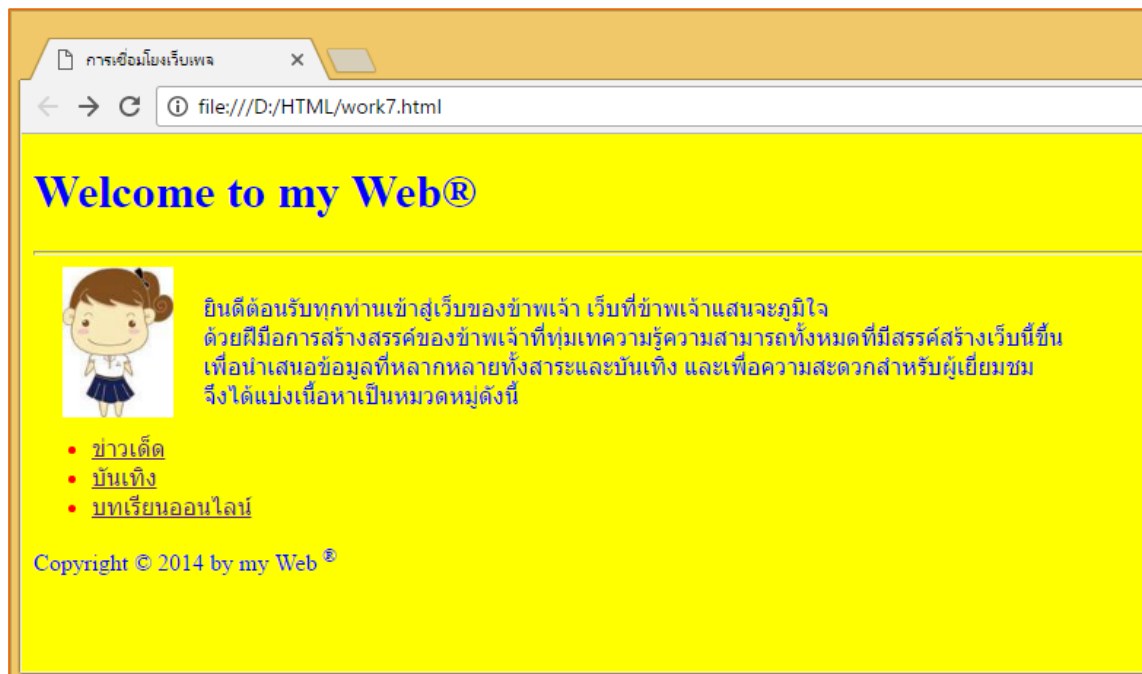 การเชื่อมโยงเว็บเพจ
file:///D:/HTML/work7.html
Welcome to my Web®
ยินดีต้อนรับทุกท่านเข้าสู่เว็บของข้าพเจ้า เว็บที่ข้าพเจ้าแสนจะภูมิใจ
ด้วยฝีมือการสร้างสรรค์ของข้าพเจ้าที่ทุ่มเทความรู้ความสามารถทั้งหมดที่มีสรรค์สร้างเว็บนี้ขึ้น
เพื่อนำเสนอข้อมูลที่หลากหลายทั้งสาระและบันเทิง และเพื่อความสะดวกสำหรับผู้เยี่ยมชม
จึงได้แบ่งเนื้อหาเป็นหมวดหมู่ดังนี้
ข่าวเด็ด
บันเทิง
บทเรียนออนไลน์
Copyright © 2014 by my Web ®